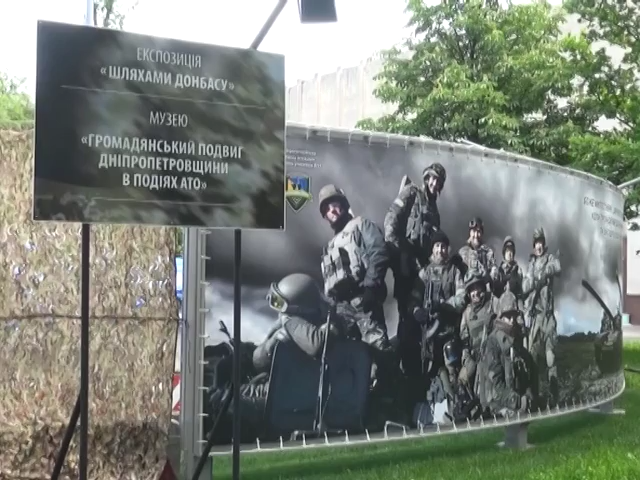 ЕКСПОЗИЦІЯ
«ШЛЯХАМИ ДОНБАСУ»
МУЗЕЮ
«ГРОМАДЯНСЬКИЙ ПОДВИГ
ДНІПРОПЕТРОВЩИНИ
В ПОДІЯХ АТО»